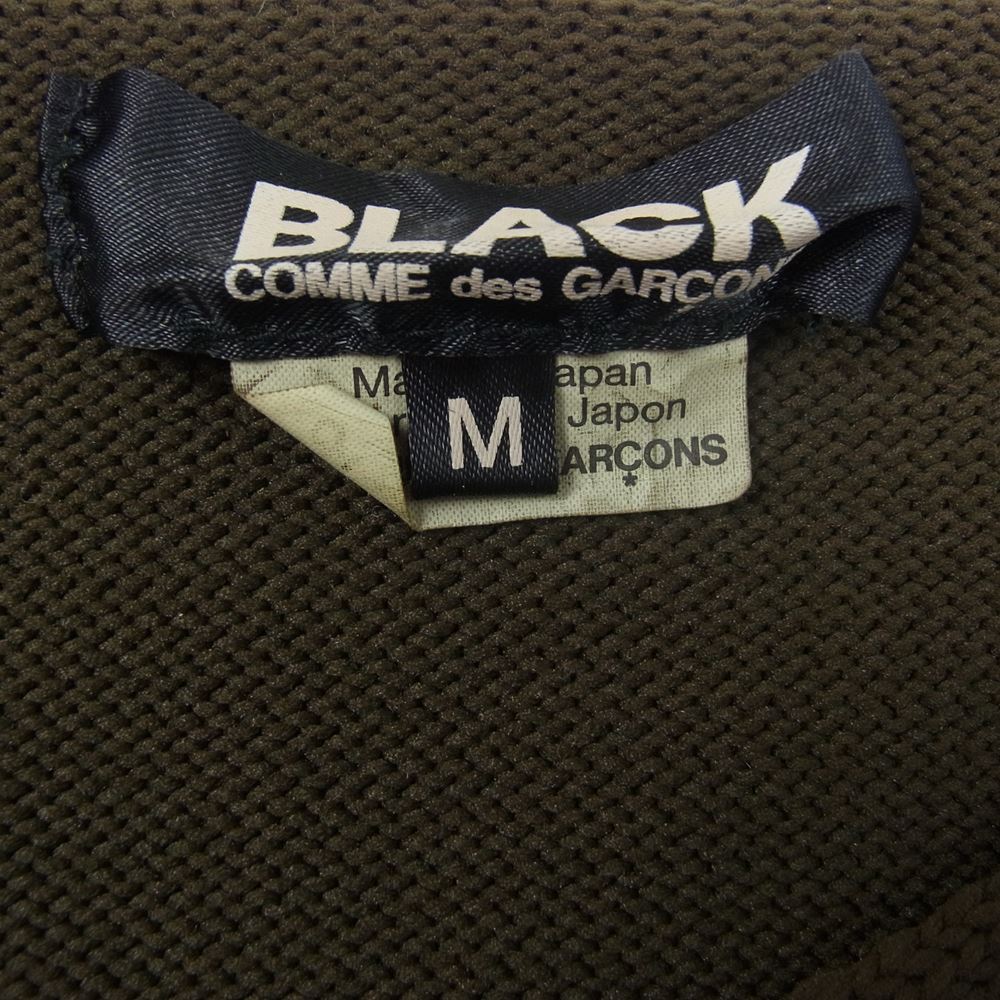 BLACK
COMME des GARÇON
Ma apan
M Japon
ARÇONS
*